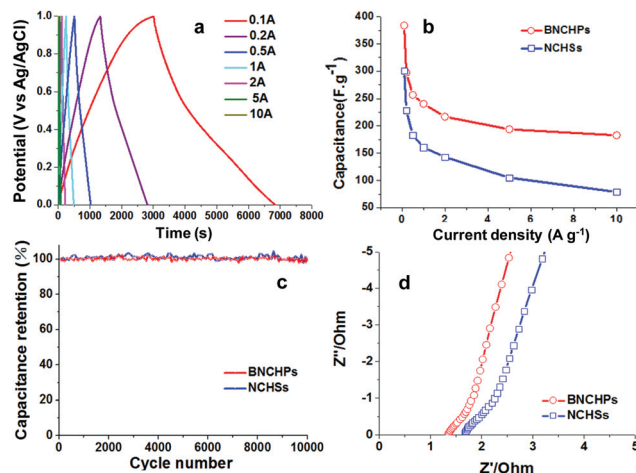 a
1.0
0.8
0.6
0.4
0.2
0.0
Potential (V vs Ag/AgCl)
0.1A
0.2A
0.5A
1A
2A
5A
10A
0 1000 2000 3000 4000 5000 6000 7000 8000
Time (s)
b
400
350
300
250
200
150
100
50
0
Capacitance(F.g-1)
BNCHPs
NCHSs
0 2 4 6 8 10
Current density (A g-1)
c
100
80
60
40
20
0
Capacitance retention (%)
BNCHPs
NCHSs
0 2000 4000 6000 8000 10000
Cycle number
d
-5
-4
-3
-2
-1
0
Z''/Ohm
BNCHPs
NCHSs
0 1 2 3 4 5
Z'/Ohm